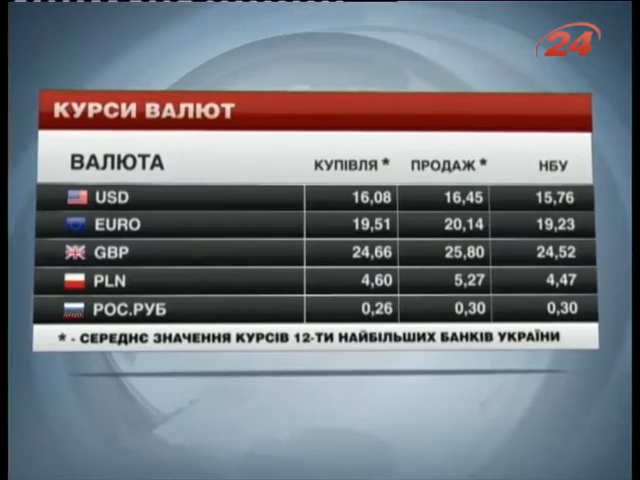 24
КУРСИ ВАЛЮТ
ВАЛЮТА КУПІВЛЯ * ПРОДАЖ * НБУ
USD 16,08 16,45 15,76
EURO 19,51 20,14 19,23
GBP 24,66 25,80 24,52
PLN 4,60 5,27 4,47
РОС.РУБ 0,26 0,30 0,30
* - СЕРЕДНЄ ЗНАЧЕННЯ КУРСІВ 12-ТИ НАЙБІЛЬШИХ БАНКІВ УКРАЇНИ